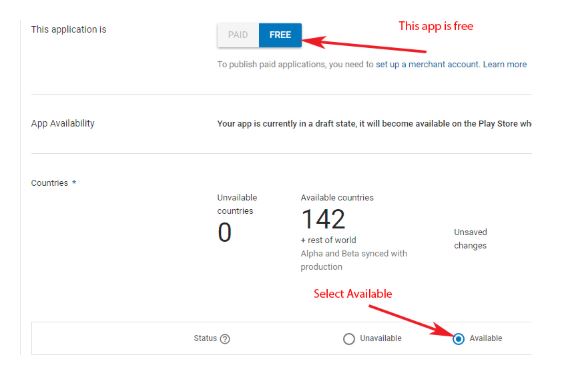 This application is
PAID FREE
This app is free
To publish paid applications, you need to set up a merchant account. Learn more
App Availability
Your app is currently in a draft state, it will become available on the Play Store wh
Countries *
Unvailable
countries
0
Available countries
142
+ rest of world
Alpha and Beta synced with
production
Unsaved
changes
Select Available
Status ? Unavailable Available